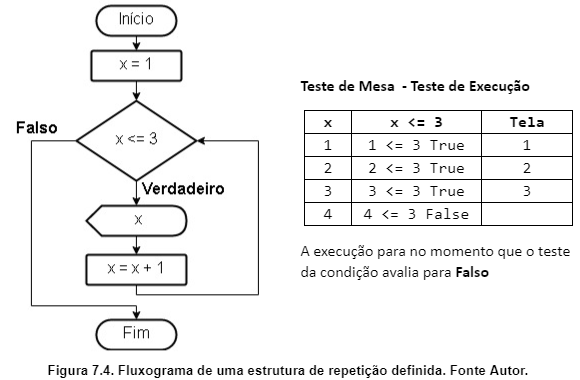 Início
x = 1
Falso
x <= 3
Verdadeiro
x
x = x + 1
Fim
Teste de Mesa - Teste de Execução
x x <= 3 Tela
1 1 <= 3 True 1
2 2 <= 3 True 2
3 3 <= 3 True 3
4 4 <= 3 False
A execução para no momento que o teste
da condição avalia para Falso
Figura 7.4. Fluxograma de uma estrutura de repetição definida. Fonte Autor.